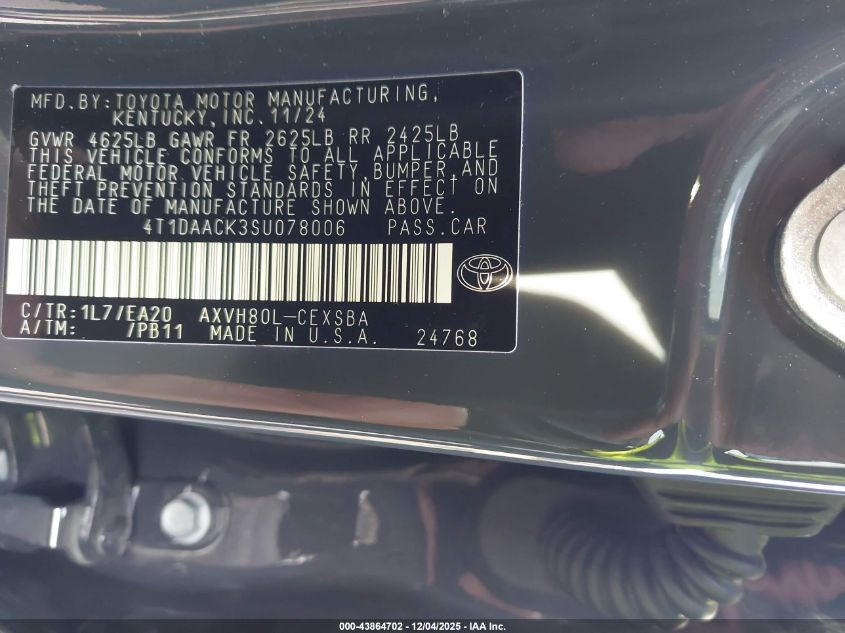 MFD. BY: TOYOTA MOTOR MANUFACTURING,
KENTUCKY, INC. 11/24
GVWR 4625LB GAWR FR 2625LB RR 2425LB
THIS VEHICLE CONFORMS TO ALL APPLICABLE
FEDERAL MOTOR VEHICLE SAFETY, BUMPER, AND
THEFT PREVENTION STANDARDS IN EFFECT ON
THE DATE OF MANUFACTURE SHOWN ABOVE.
4T1DAACK3SU078006 PASS. CAR
C/TR: 1L7/EA20 AXVH80L-CEXSBA
A/TM: /PB11 MADE IN U.S.A. 24768
000-43864702 - 12/04/2025 - IAA Inc.